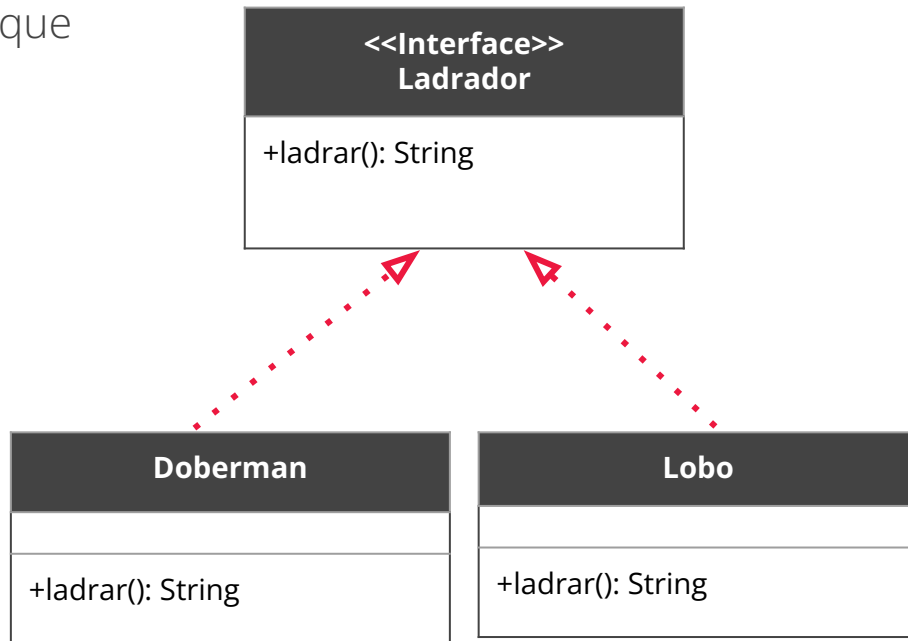 que
<<Interface>>
Ladrador
+ladrar(): String
Doberman
+ladrar(): String
Lobo
+ladrar(): String